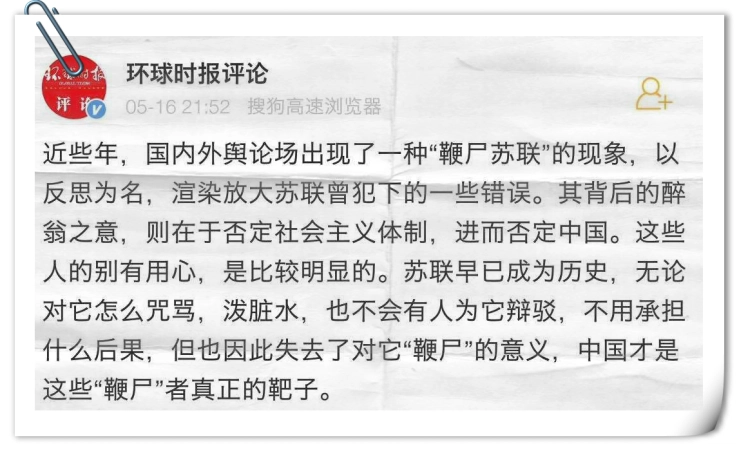 环球时报
评论
环球时报评论
05-16 21:52 搜狗高速浏览器
近些年，国内外舆论场出现了一种“鞭尸苏联”的现象，以
反思为名，渲染放大苏联曾犯下的一些错误。其背后的醉
翁之意，则在于否定社会主义体制，进而否定中国。这些
人的别有用心，是比较明显的。苏联早已成为历史，无论
对它怎么咒骂，泼脏水，也不会有人为它辩驳，不用承担
什么后果，但也因此失去了对它“鞭尸”的意义，中国才是
这些“鞭尸”者真正的靶子。